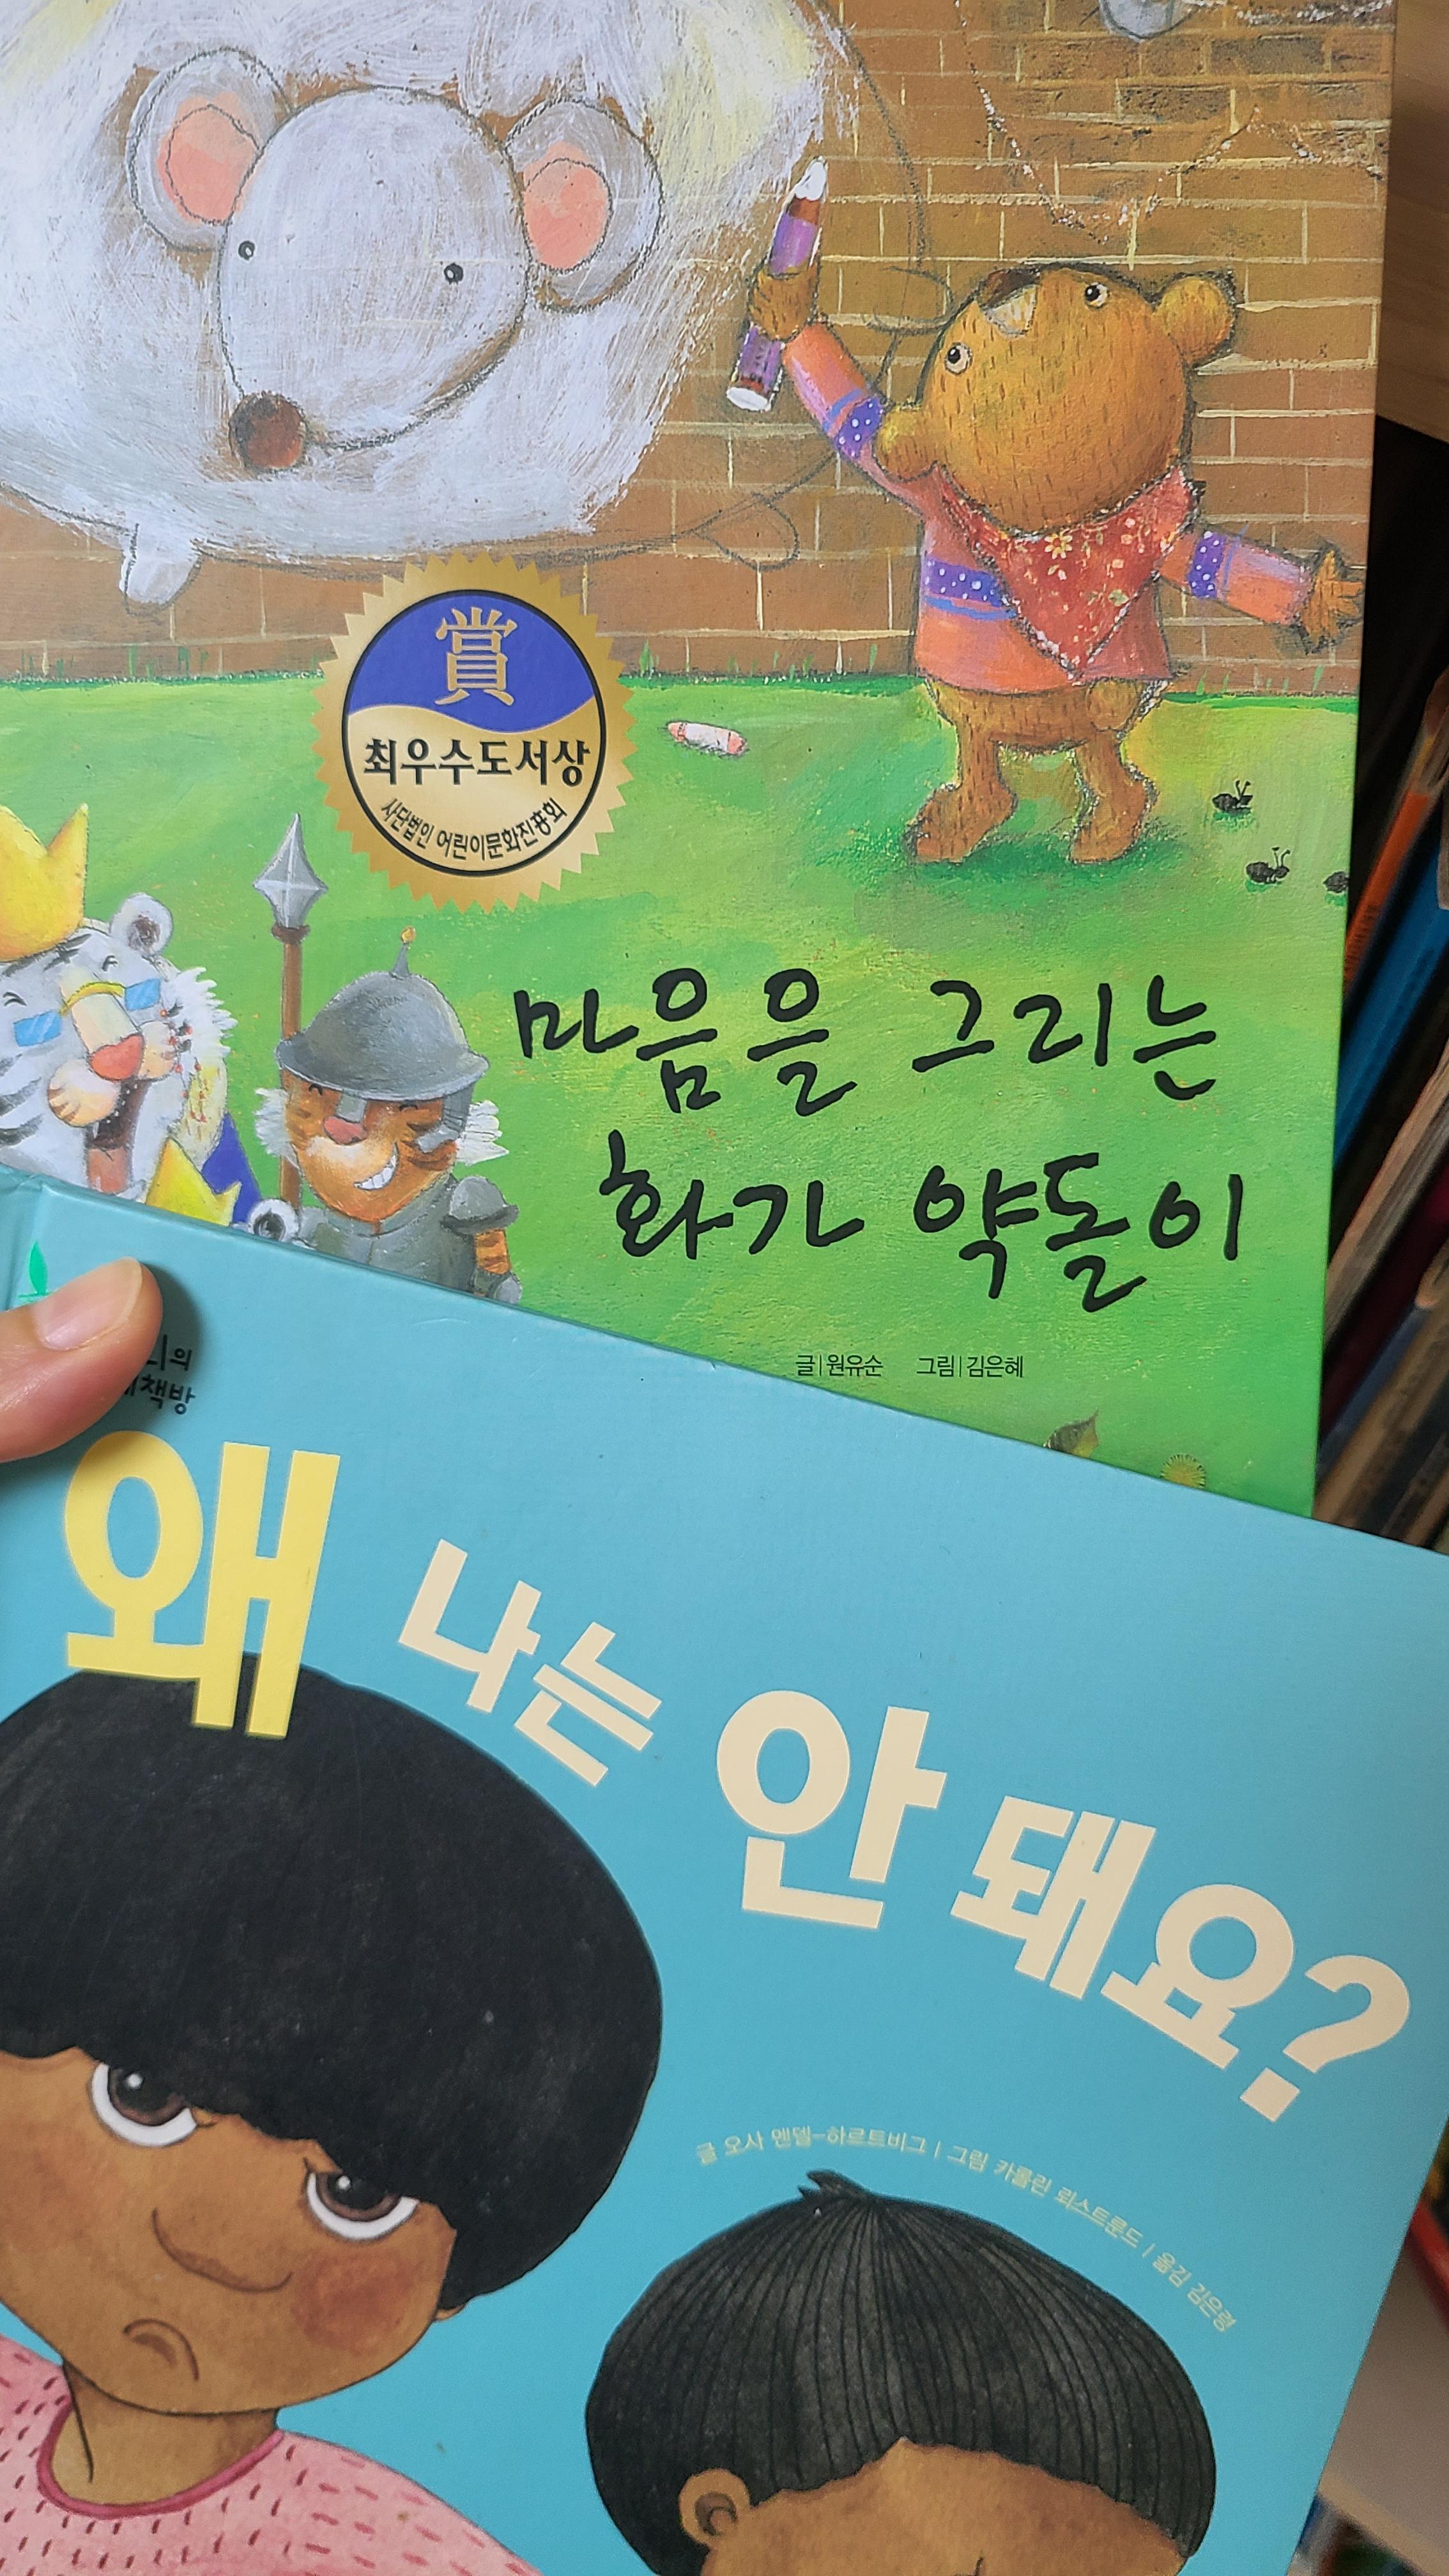 賞
최우수도서상
사단법인 어린이문화진흥회
마음을 그리는
화가 약돌이
글|원유순 그림|김은혜
책방
왜 나는 안 돼요?
글 오사 멘델-하르트비그 | 그림 카롤린 뢰스트룬드 | 옮김 김은령